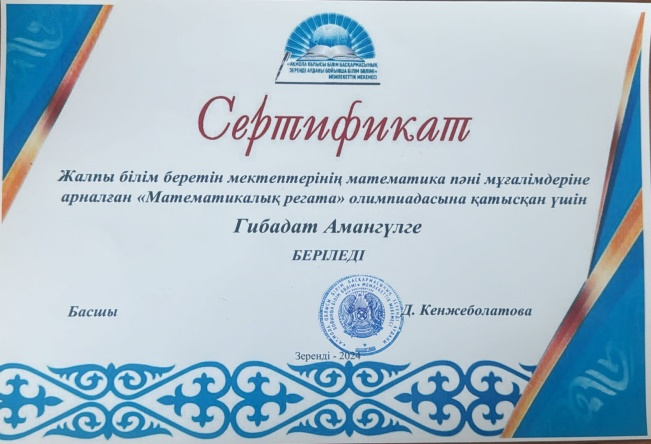 «АҚМОЛА ОБЛЫСЫ БІЛІМ БАСҚАРМАСЫНЫҢ
ЗЕРЕНДІ АУДАНЫ БОЙЫНША БІЛІМ БӨЛІМІ»
МЕМЛЕКЕТТІК МЕКЕМЕСІ
Сертификат
Жалпы білім беретін мектептерінің математика пәні мұғалімдеріне
арналған «Математикалық регата» олимпиадасына қатысқан үшін
Гибадат Амангүлге
БЕРІЛЕДІ
Басшы Д. Кенжеболатова
Зеренді - 2024